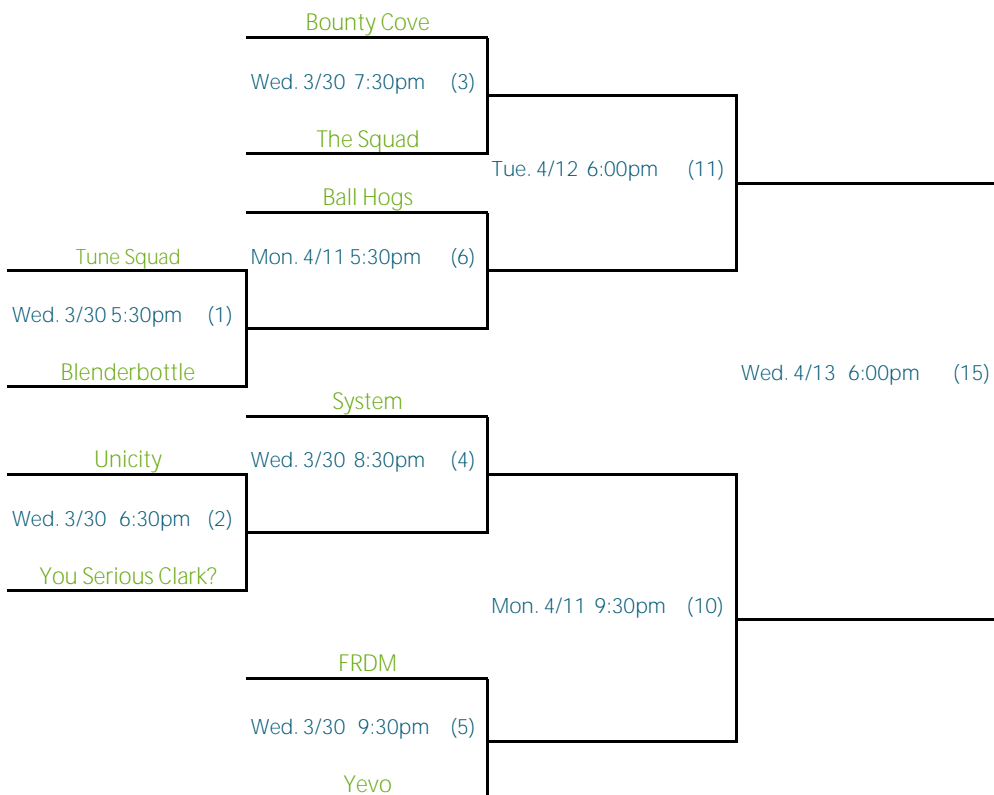 Bounty Cove
Wed. 3/30 7:30pm (3)
The Squad
Tue. 4/12 6:00pm (11)
Ball Hogs
Tune Squad
Mon. 4/11 5:30pm (6)
Wed. 3/30 5:30pm (1)
Blenderbottle
Wed. 4/13 6:00pm (15)
System
Unicity
Wed. 3/30 8:30pm (4)
Wed. 3/30 6:30pm (2)
You Serious Clark?
Mon. 4/11 9:30pm (10)
FRDM
Wed. 3/30 9:30pm (5)
Yevo